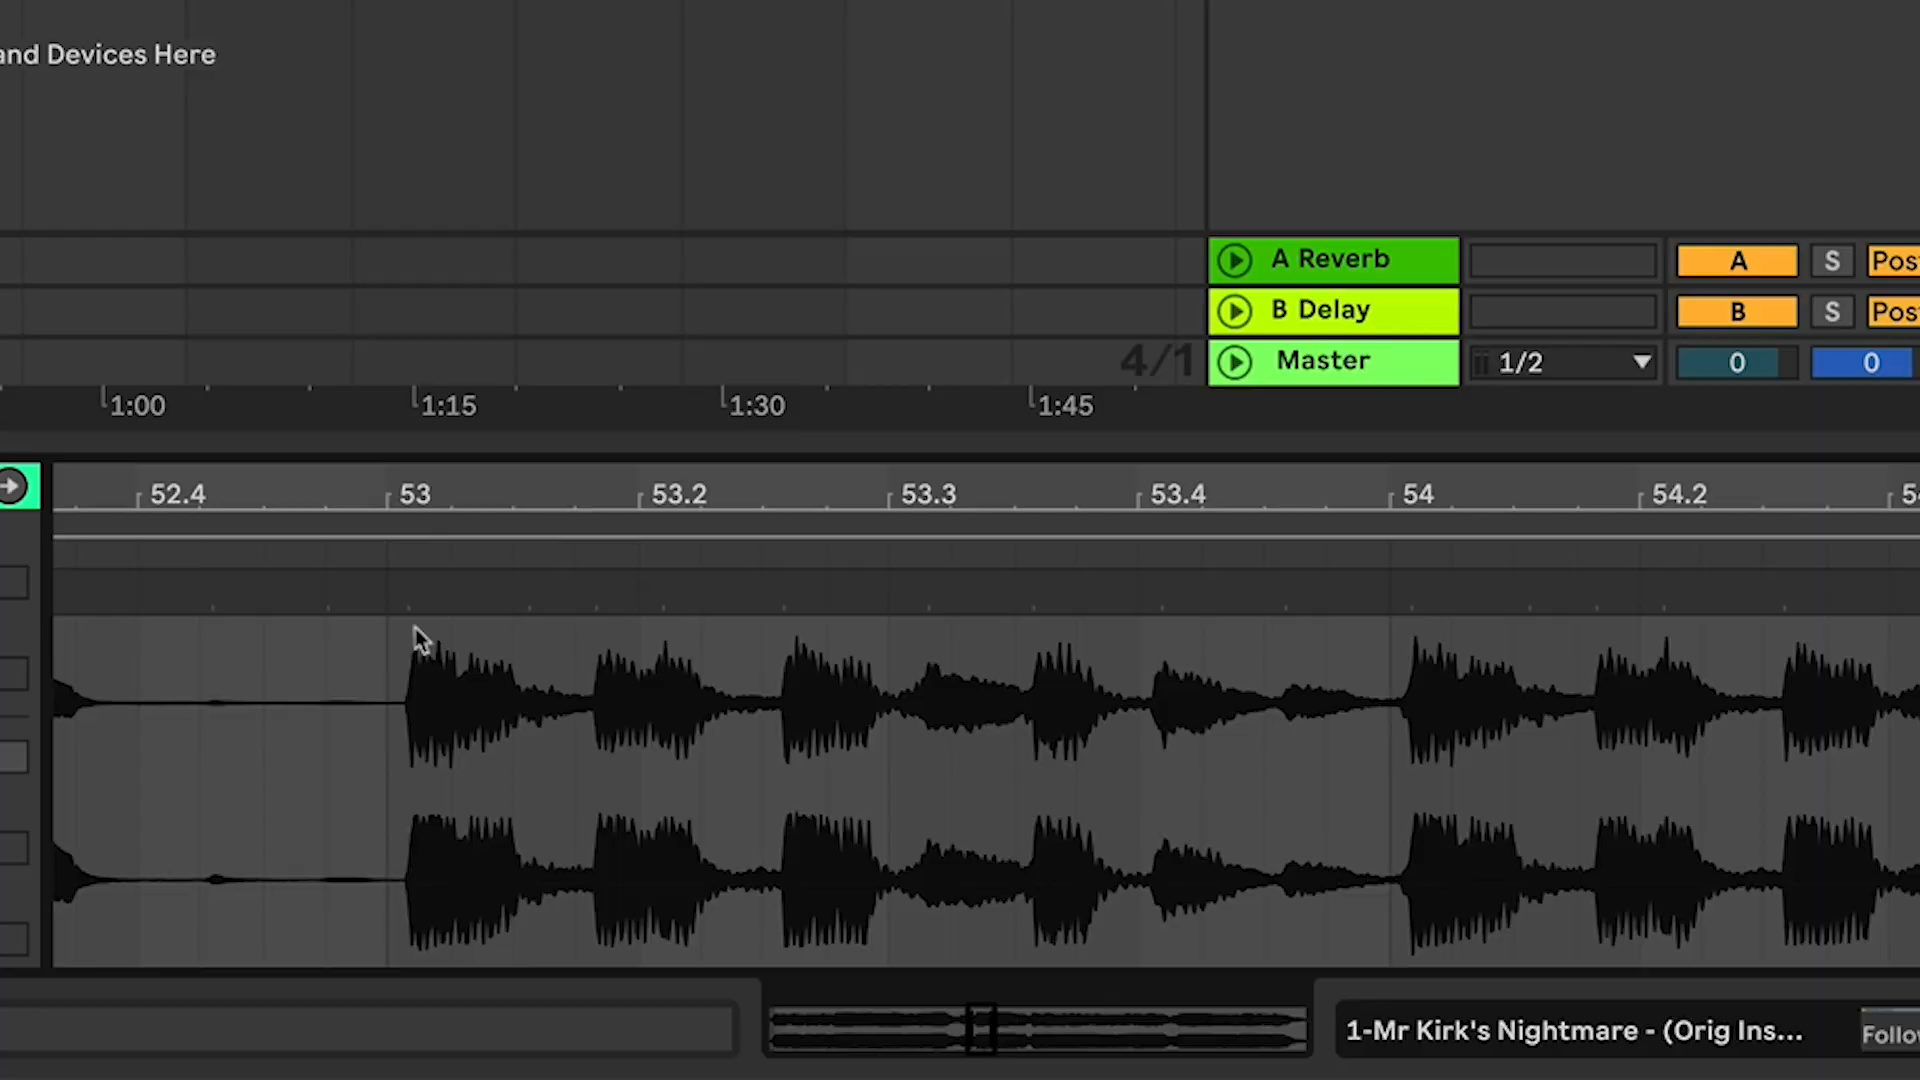 and Devices Here
A Reverb A S Pos
B Delay B S Pos
4/1 Master 1/2 0 0
1:00 1:15 1:30 1:45
52.4 53 53.2 53.3 53.4 54 54.2
1-Mr Kirk's Nightmare - (Orig Ins... Follo